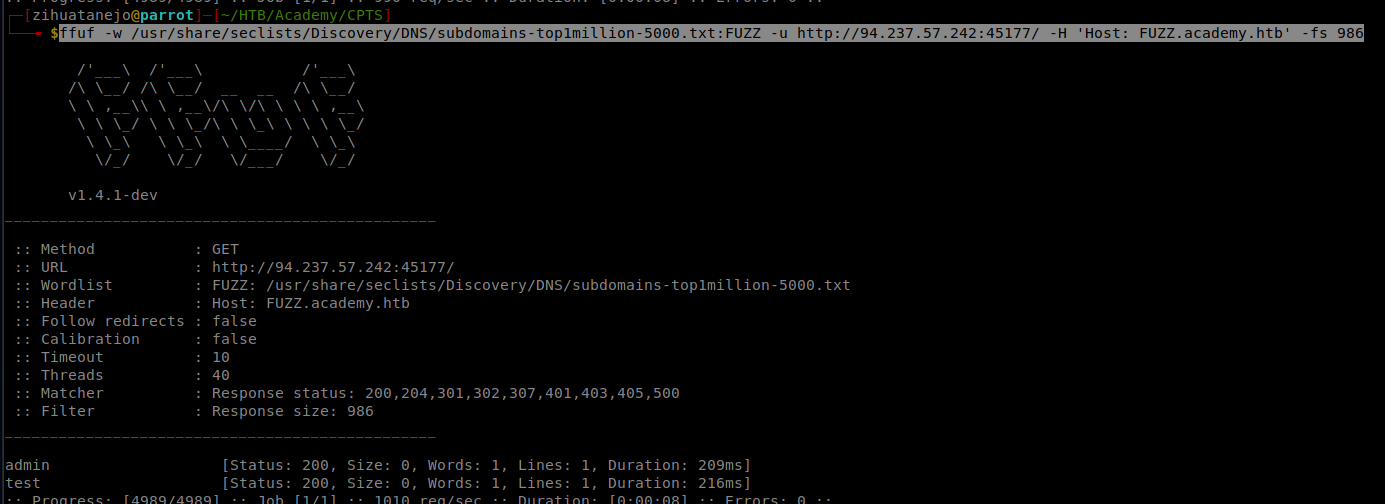 :: Progress: [4989/4989] :: Job [1/1] :: 996 req/sec :: Duration: [0:00:08] :: Errors: 0 ::
┌─[zihuatanejo@parrot]─[~/HTB/Academy/CPTS]
└──╼ $ffuf -w /usr/share/seclists/Discovery/DNS/subdomains-top1million-5000.txt:FUZZ -u http://94.237.57.242:45177/ -H 'Host: FUZZ.academy.htb' -fs 986
        /'___\  /'___\           /'___\
       /\ \__/ /\ \__/  __  __  /\ \__/
       \ \ ,__\\ \ ,__\/\ \/\ \ \ \ ,__\
        \ \ \_/ \ \ \_/\ \ \_\ \ \ \ \_/
         \ \_\   \ \_\  \ \____/  \ \_\
          \/_/    \/_/   \/___/    \/_/
       v1.4.1-dev
________________________________________________
 :: Method           : GET
 :: URL              : http://94.237.57.242:45177/
 :: Wordlist         : FUZZ: /usr/share/seclists/Discovery/DNS/subdomains-top1million-5000.txt
 :: Header           : Host: FUZZ.academy.htb
 :: Follow redirects : false
 :: Calibration      : false
 :: Timeout          : 10
 :: Threads          : 40
 :: Matcher          : Response status: 200,204,301,302,307,401,403,405,500
 :: Filter           : Response size: 986
________________________________________________
admin                   [Status: 200, Size: 0, Words: 1, Lines: 1, Duration: 209ms]
test                    [Status: 200, Size: 0, Words: 1, Lines: 1, Duration: 216ms]
:: Progress: [4989/4989] :: Job [1/1] :: 1010 req/sec :: Duration: [0:00:08] :: Errors: 0 ::